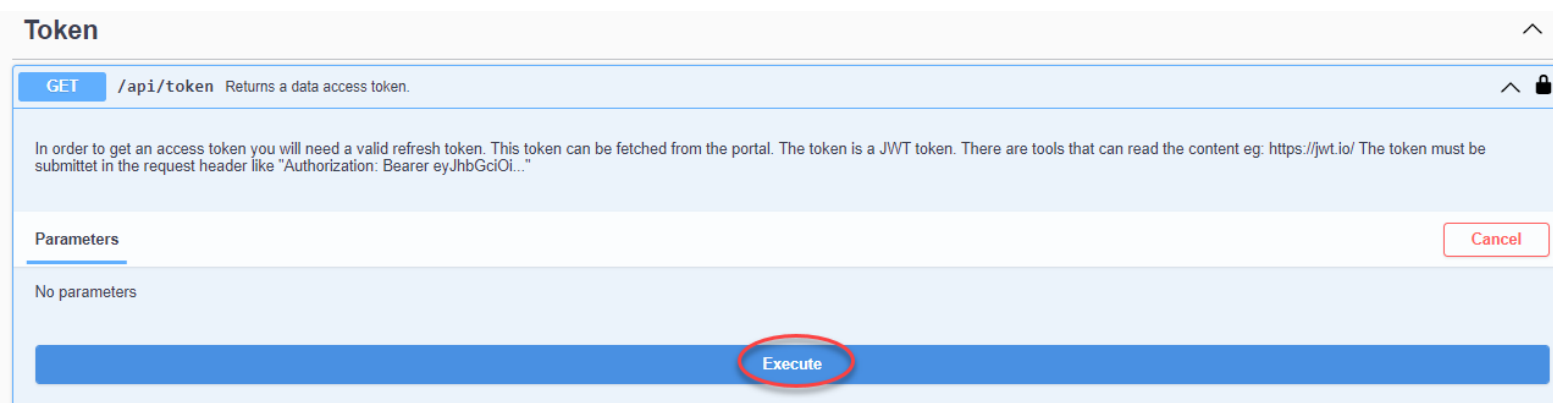 Token
GET /api/token Returns a data access token.
In order to get an access token you will need a valid refresh token. This token can be fetched from the portal. The token is a JWT token. There are tools that can read the content eg: https://jwt.io/ The token must be
submittet in the request header like "Authorization: Bearer eyJhbGciOi..."
Parameters
Cancel
No parameters
Execute